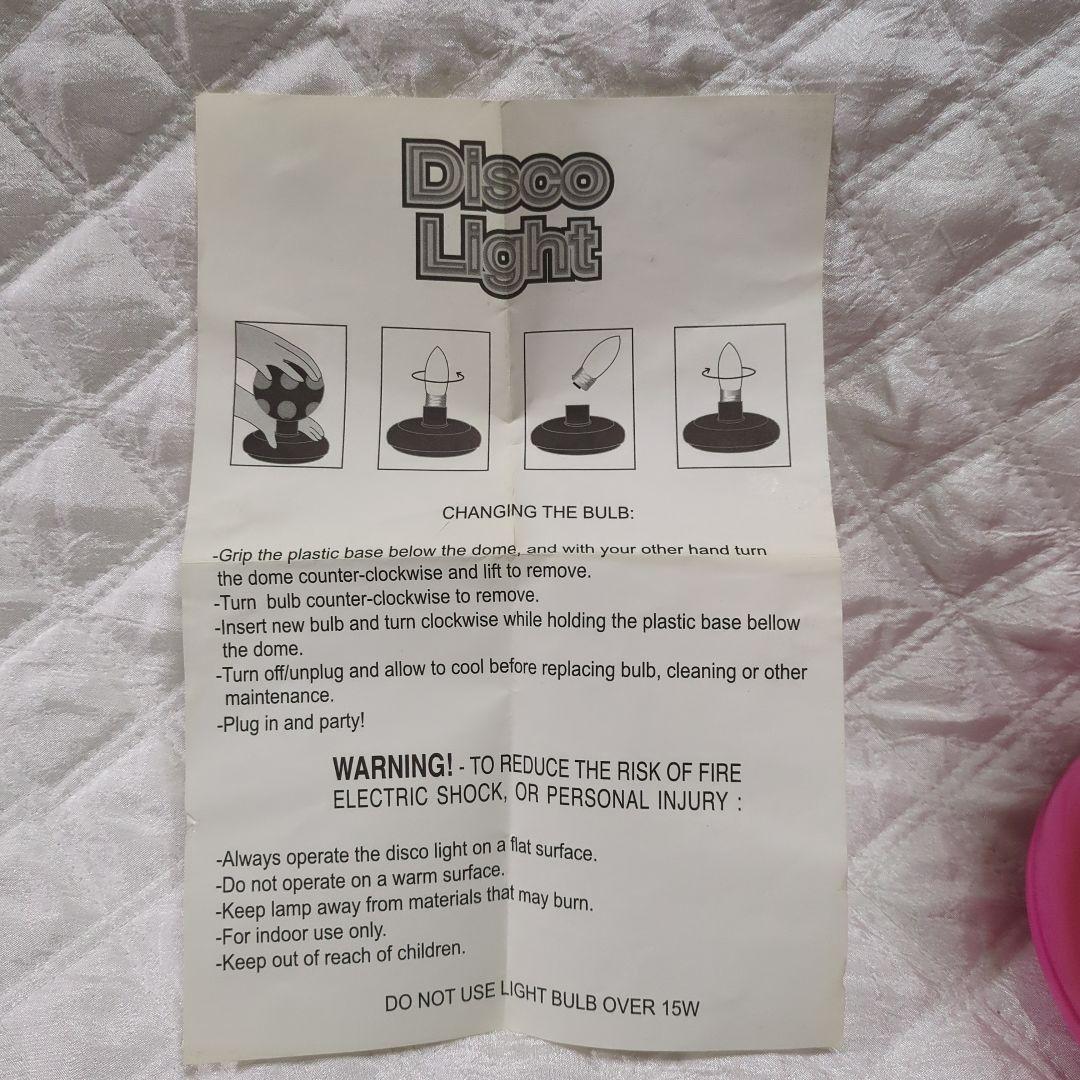 Disco
Light
CHANGING THE BULB:
-Grip the plastic base below the dome, and with your other hand turn
the dome counter-clockwise and lift to remove.
-Turn bulb counter-clockwise to remove.
-Insert new bulb and turn clockwise while holding the plastic base bellow
the dome.
-Turn off/unplug and allow to cool before replacing bulb, cleaning or other
maintenance.
-Plug in and party!
WARNING! - TO REDUCE THE RISK OF FIRE
ELECTRIC SHOCK, OR PERSONAL INJURY :
-Always operate the disco light on a flat surface.
-Do not operate on a warm surface.
-Keep lamp away from materials that may burn.
-For indoor use only.
-Keep out of reach of children.
DO NOT USE LIGHT BULB OVER 15W